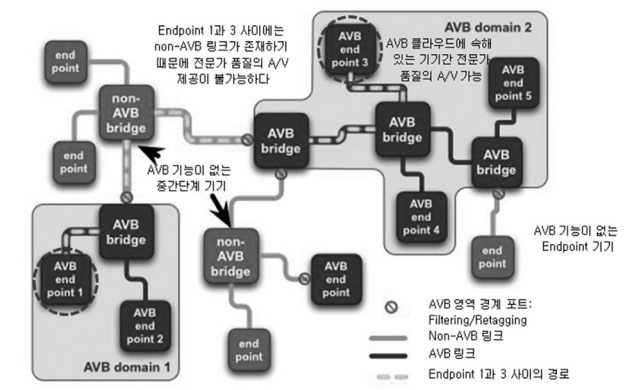 Endpoint 1과 3 사이에는
non-AVB 링크가 존재하기
때문에 전문가 품질의 A/V
제공이 불가능하다
AVB domain 2
AVB 클라우드에 속해
있는 기기간 전문가
품질의 A/V 가능
end
point
non-
AVB
bridge
end
point
AVB
end
point 3
AVB
end
point 5
AVB
bridge
AVB
bridge
AVB
bridge
AVB 기능이 없는
중간단계 기기
AVB
end
point 4
end
point
AVB 기능이 없는
Endpoint 기기
AVB
bridge
AVB
end
point 1
AVB
end
point 2
AVB domain 1
non-
AVB
bridge
AVB
end
point
end
point
AVB 영역 경계 포트:
Filtering/Retagging
Non-AVB 링크
AVB 링크
Endpoint 1과 3 사이의 경로